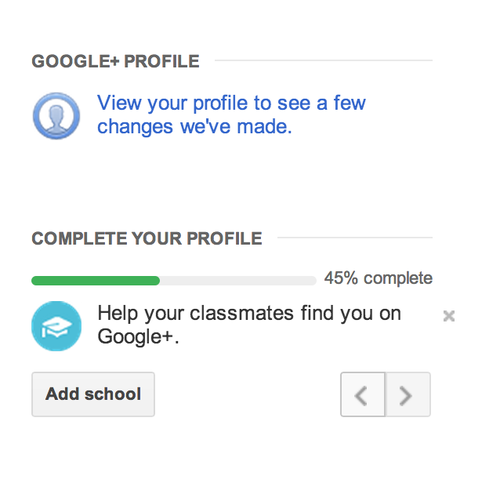 GOOGLE+ PROFILE
View your profile to see a few
changes we've made.
COMPLETE YOUR PROFILE
45% complete
Help your classmates find you on
Google+.
Add school